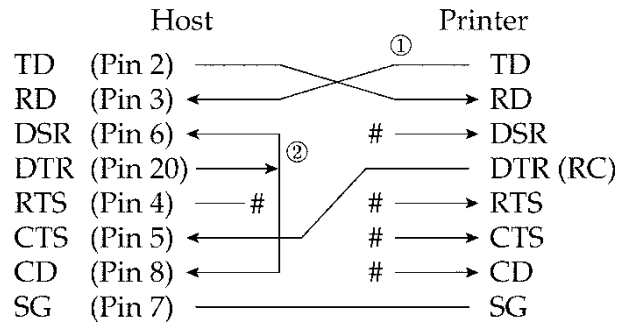 Host Printer
①
TD (Pin 2) TD
RD (Pin 3) RD
DSR (Pin 6) # DSR
②
DTR (Pin 20) DTR (RC)
RTS (Pin 4) # # RTS
CTS (Pin 5) # CTS
CD (Pin 8) # CD
SG (Pin 7) SG